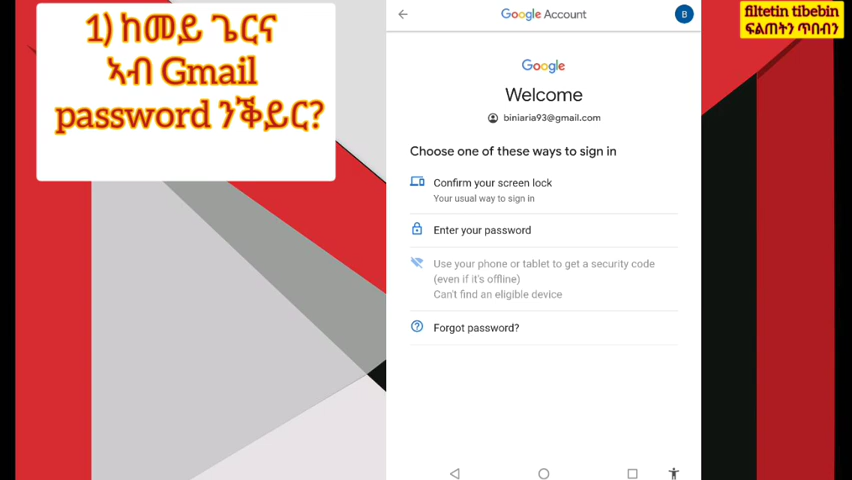 1) ከመይ ጌርና
ኣብ Gmail
password ንቕይር?
filtetin tibebin
ፍልጠትን ጥበብን
Google Account
B
Google
Welcome
biniaria93@gmail.com
Choose one of these ways to sign in
Confirm your screen lock
Your usual way to sign in
Enter your password
Use your phone or tablet to get a security code
(even if it's offline)
Can't find an eligible device
Forgot password?